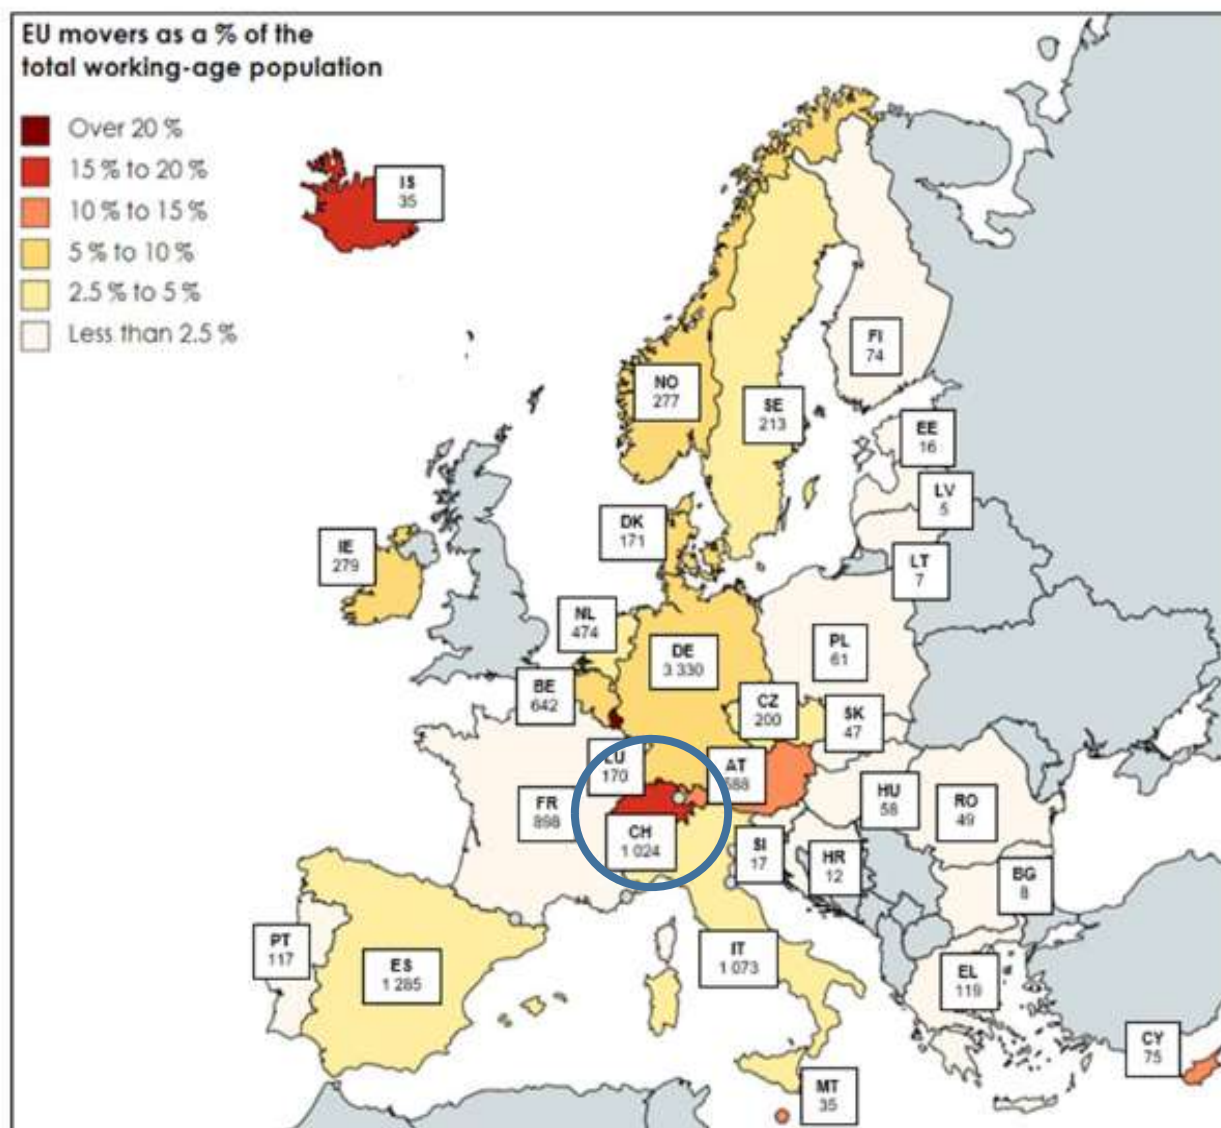 EU movers as a % of the
total working-age population
Over 20 %
15 % to 20 %
10 % to 15 %
5 % to 10 %
2.5 % to 5 %
Less than 2.5 %
IS
35
FI
74
NO
277
SE
213
EE
16
LV
5
DK
171
IE
279
LT
7
NL
474
DE
3 330
PL
61
BE
642
CZ
200
SK
47
LU
170
AT
588
FR
898
HU
58
RO
49
CH
1 024
SI
17
HR
12
BG
8
PT
117
ES
1 285
IT
1 073
EL
119
CY
75
MT
35